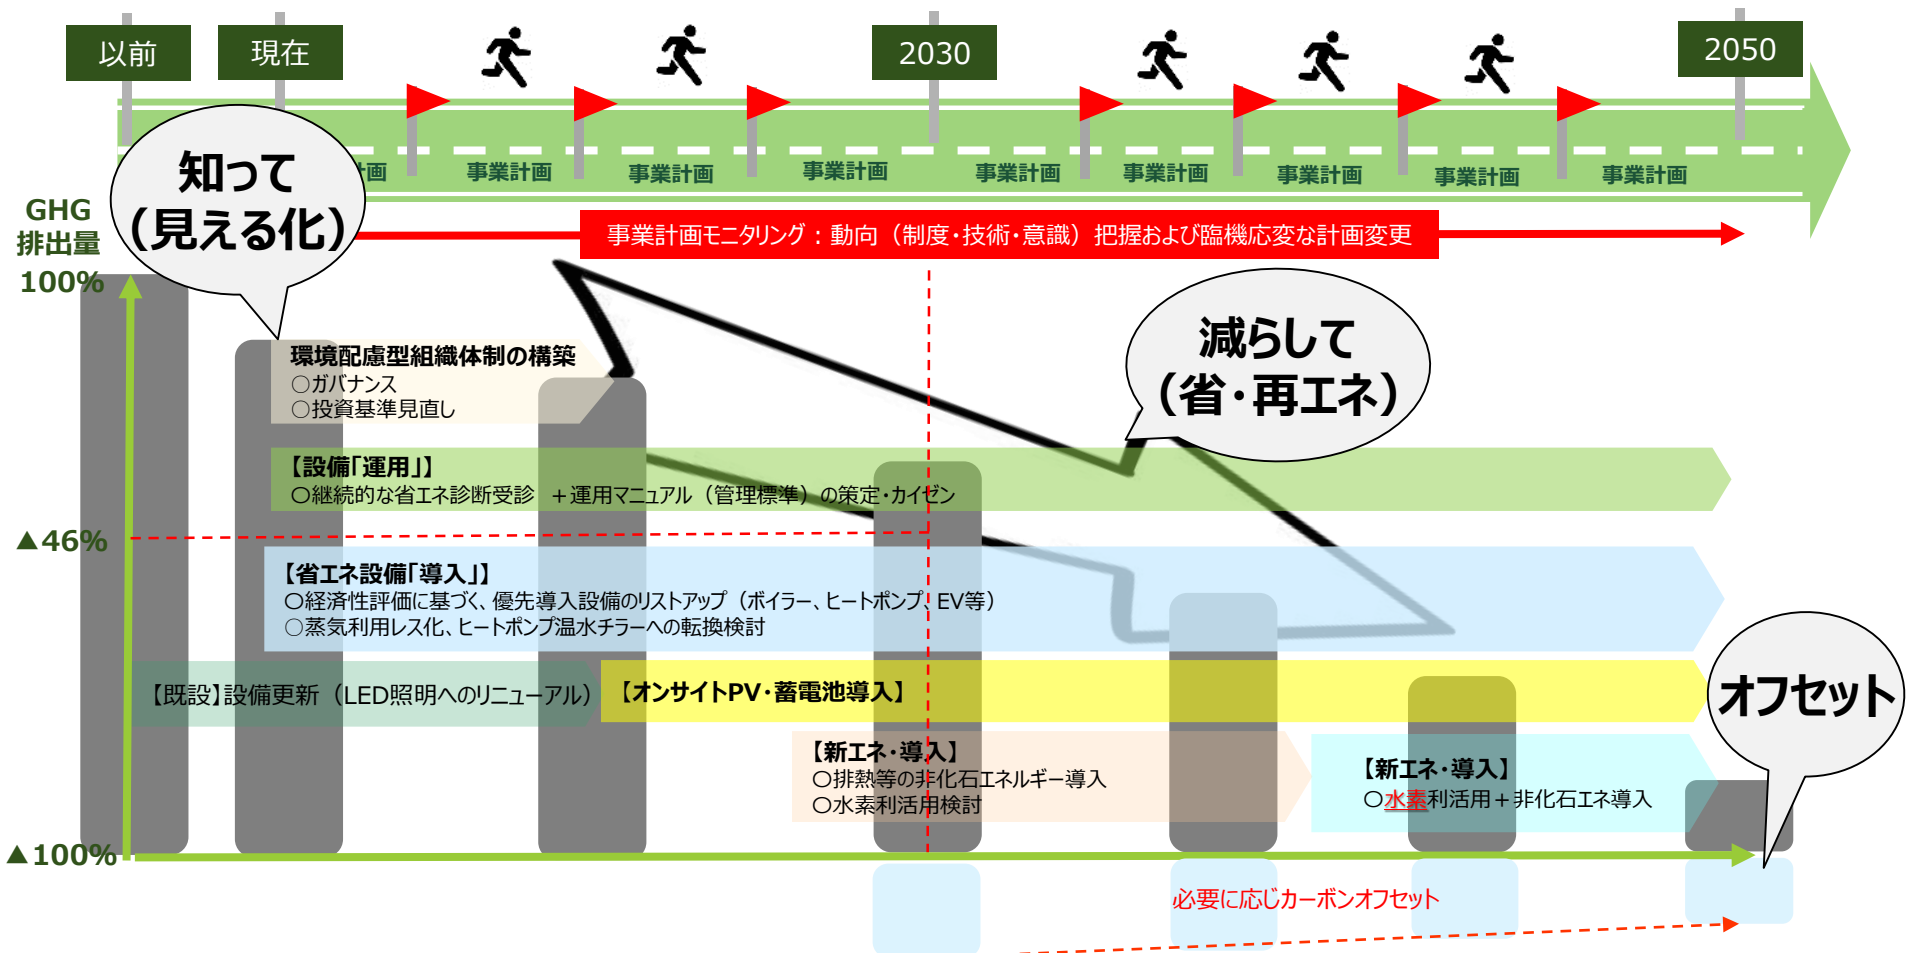 以前
現在
2030
2050
計画
事業計画
事業計画
事業計画
事業計画
事業計画
事業計画
事業計画
事業計画
知って
（見える化）
GHG
排出量
100%
事業計画モニタリング：動向（制度・技術・意識）把握および臨機応変な計画変更
減らして
（省・再エネ）
環境配慮型組織体制の構築
○ガバナンス
○投資基準見直し
【設備「運用」】
○継続的な省エネ診断受診　＋運用マニュアル（管理標準）の策定・カイゼン
▲46%
【省エネ設備「導入」】
○経済性評価に基づく、優先導入設備のリストアップ（ボイラー、ヒートポンプ、EV等）
○蒸気利用レス化、ヒートポンプ温水チラーへの転換検討
【既設】設備更新（LED照明へのリニューアル）
【オンサイトPV・蓄電池導入】
オフセット
【新エネ・導入】
○排熱等の非化石エネルギー導入
○水素利活用検討
【新エネ・導入】
○水素利活用＋非化石エネ導入
▲100%
必要に応じカーボンオフセット